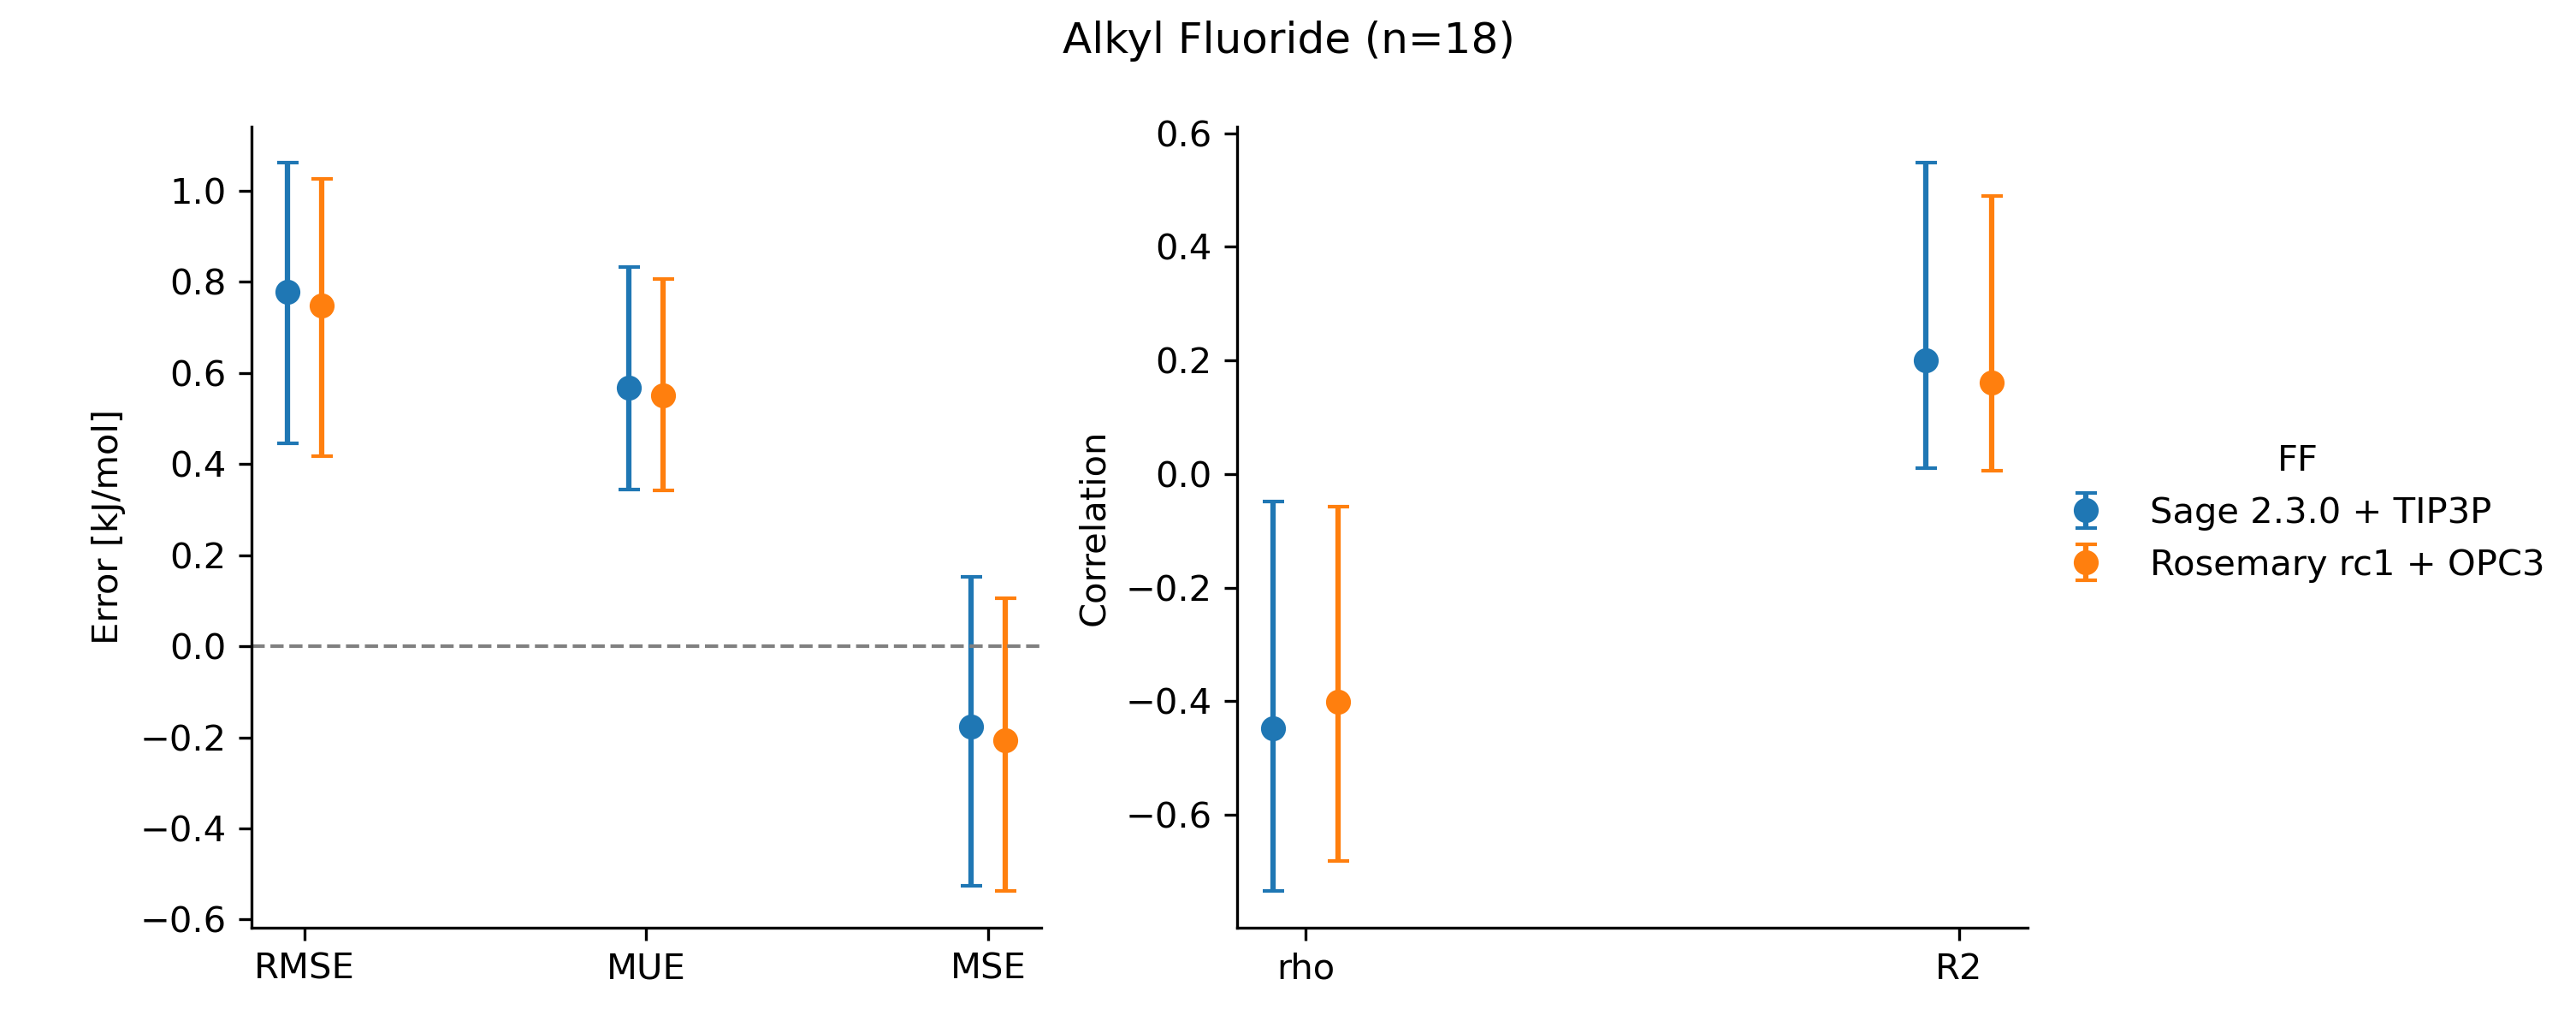 Alkyl Fluoride (n=18)
Error [kJ/mol]
1.0
0.8
0.6
0.4
0.2
0.0
−0.2
−0.4
−0.6
RMSE
MUE
MSE
Correlation
0.6
0.4
0.2
0.0
−0.2
−0.4
−0.6
rho
R2
FF
Sage 2.3.0 + TIP3P
Rosemary rc1 + OPC3